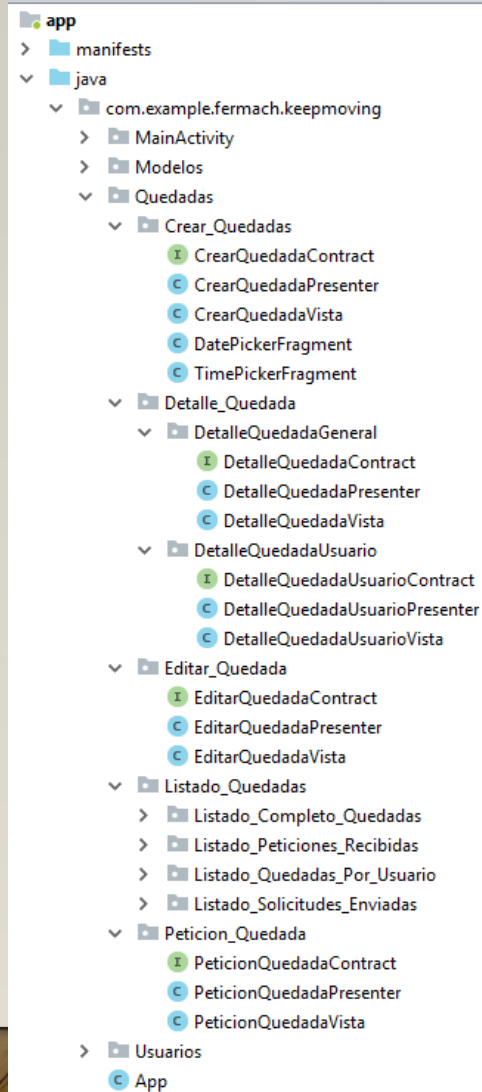 app
manifests
java
com.example.fermach.keepmoving
MainActivity
Modelos
Quedadas
Crear_Quedadas
I CrearQuedadaContract
C CrearQuedadaPresenter
C CrearQuedadaVista
C DatePickerFragment
C TimePickerFragment
Detalle_Quedada
DetalleQuedadaGeneral
I DetalleQuedadaContract
C DetalleQuedadaPresenter
C DetalleQuedadaVista
DetalleQuedadaUsuario
I DetalleQuedadaUsuarioContract
C DetalleQuedadaUsuarioPresenter
C DetalleQuedadaUsuarioVista
Editar_Quedada
I EditarQuedadaContract
C EditarQuedadaPresenter
C EditarQuedadaVista
Listado_Quedadas
Listado_Completo_Quedadas
Listado_Peticiones_Recibidas
Listado_Quedadas_Por_Usuario
Listado_Solicitudes_Enviadas
Peticion_Quedada
I PeticionQuedadaContract
C PeticionQuedadaPresenter
C PeticionQuedadaVista
Usuarios
C App